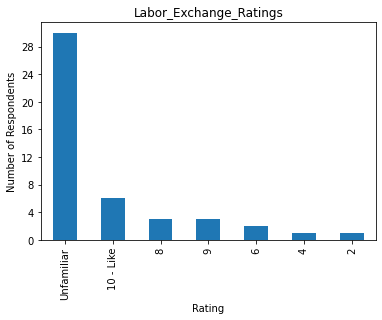 Labor_Exchange_Ratings
Number of Respondents
28
24
20
16
12
8
4
0
Unfamiliar
10 - Like
8
9
6
4
2
Rating